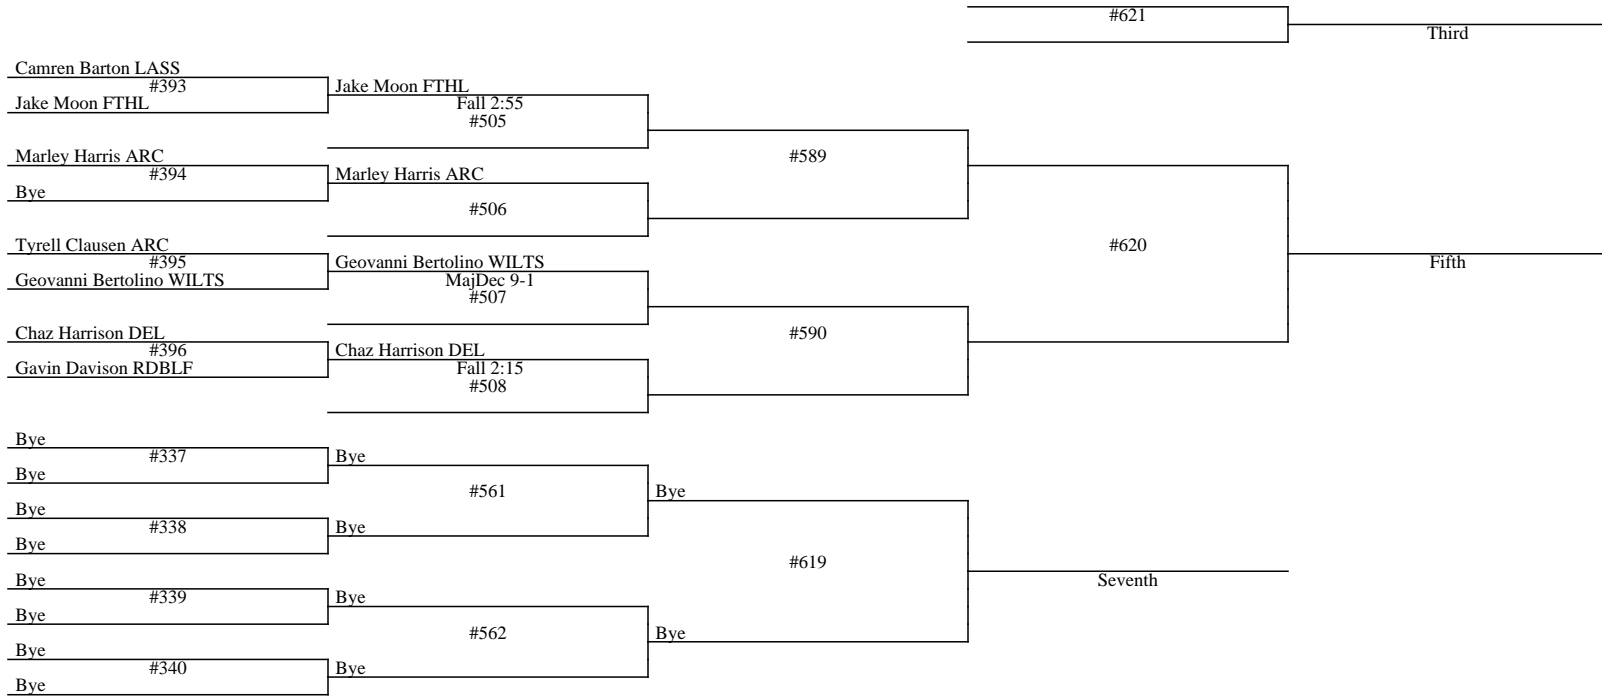 #621
Third
Camren Barton LASS
#393
Jake Moon FTHL
Jake Moon FTHL
Fall 2:55
#505
Marley Harris ARC
#394
Bye
Marley Harris ARC
#506
#589
Tyrell Clausen ARC
#395
Geovanni Bertolino WILTS
Geovanni Bertolino WILTS
MajDec 9-1
#507
Chaz Harrison DEL
#396
Gavin Davison RDBLF
Chaz Harrison DEL
Fall 2:15
#508
#590
#620
Fifth
Bye
#337
Bye
Bye
#561
Bye
#338
Bye
Bye
Bye
#619
Seventh
Bye
#339
Bye
Bye
#562
Bye
Bye
#340
Bye
Bye